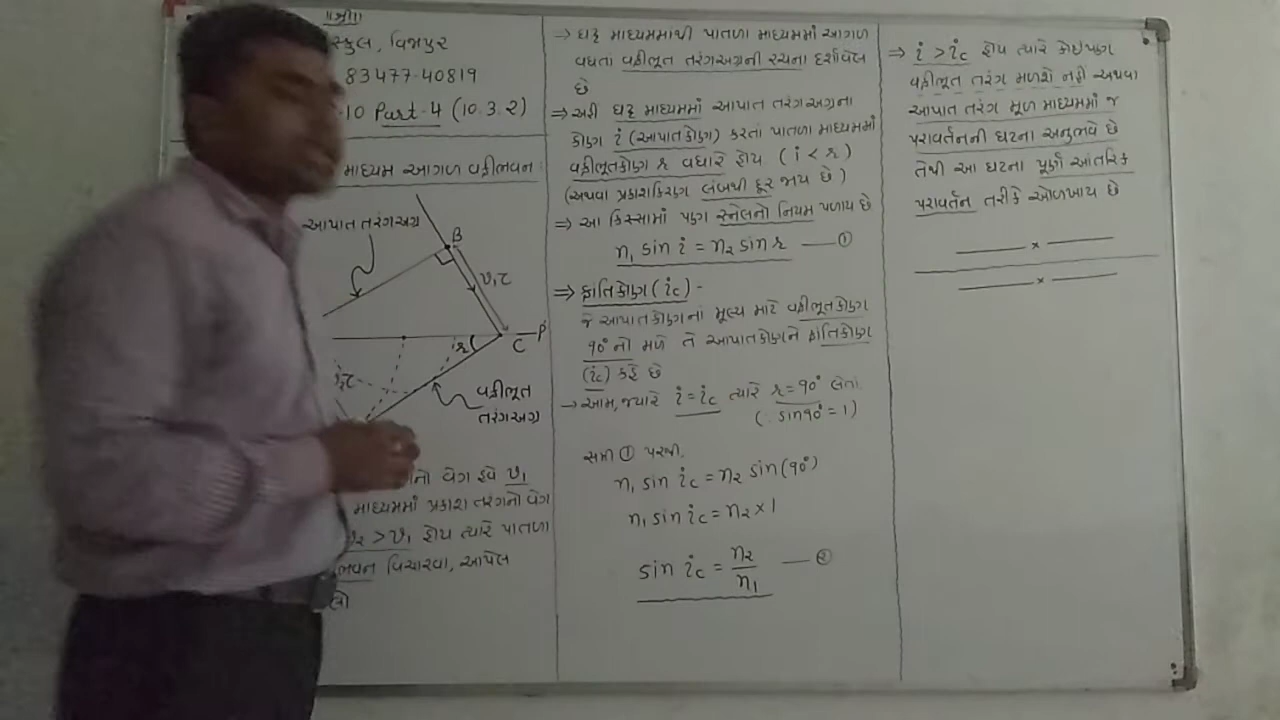 ॥श्री॥
સ્કુલ, વિજાપુર
83477-40819
-10 Part-4 (10.3.2)
માધ્યમ આગળ વક્રીભવન:
આપાત તરંગઅગ્ર
B
v₁τ
r
C
P'
વક્રીભૂત
તરંગઅગ્ર
નો વેગ હવે v₁
માધ્યમમાં પ્રકાશ તરંગનો વેગ
v₂ > v₁ હોય ત્યારે પાતળા
ભવન વિચારવા, આપેલ
→ ઘટ્ટ માધ્યમમાંથી પાતળા માધ્યમમાં આગળ
વધતાં વક્રીભૂત તરંગઅગ્રની રચના દર્શાવેલ
છે
⇒ અહી ઘટ્ટ માધ્યમમાં આપાત તરંગઅગ્રના
કોણ i (આપાતકોણ) કરતાં પાતળા માધ્યમમાં
વક્રીભૂતકોણ r વધારે હોય (i < r)
(અથવા પ્રકાશકિરણ લંબથી દૂર જાય છે)
⇒ આ કિસ્સામાં પણ સ્નેલનો નિયમ પળાય છે
n₁ sin i = n₂ sin r —— ①
⇒ ક્રાંતિકોણ (ic) -
જે આપાતકોણનાં મૂલ્ય માટે વક્રીભૂતકોણ
90° નો મળે તે આપાતકોણને ક્રાંતિકોણ
(ic) કહે છે
→ આમ, જ્યારે i = ic ત્યારે r = 90° લેતાં
(∵ sin90° = 1)
સમી ① પરથી,
n₁ sin ic = n₂ sin(90°)
n₁ sin ic = n₂ × 1
sin ic = n₂/n₁ —— ②
⇒ i > ic હોય ત્યારે કોઈપણ
વક્રીભૂત તરંગ મળશે નહી અથવા
આપાત તરંગ મૂળ માધ્યમમાં જ
પરાવર્તનની ઘટના અનુભવે છે
તેથી આ ઘટના પૂર્ણ આંતરિક
પરાવર્તન તરીકે ઓળખાય છે
—— x ——
—— x ——